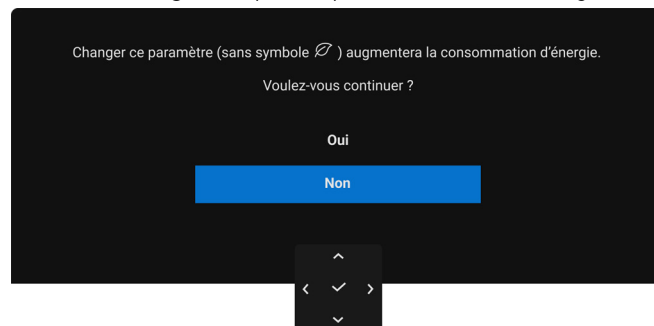 Changer ce paramètre (sans symbole ) augmentera la consommation d’énergie.
Voulez-vous continuer ?
Oui
Non